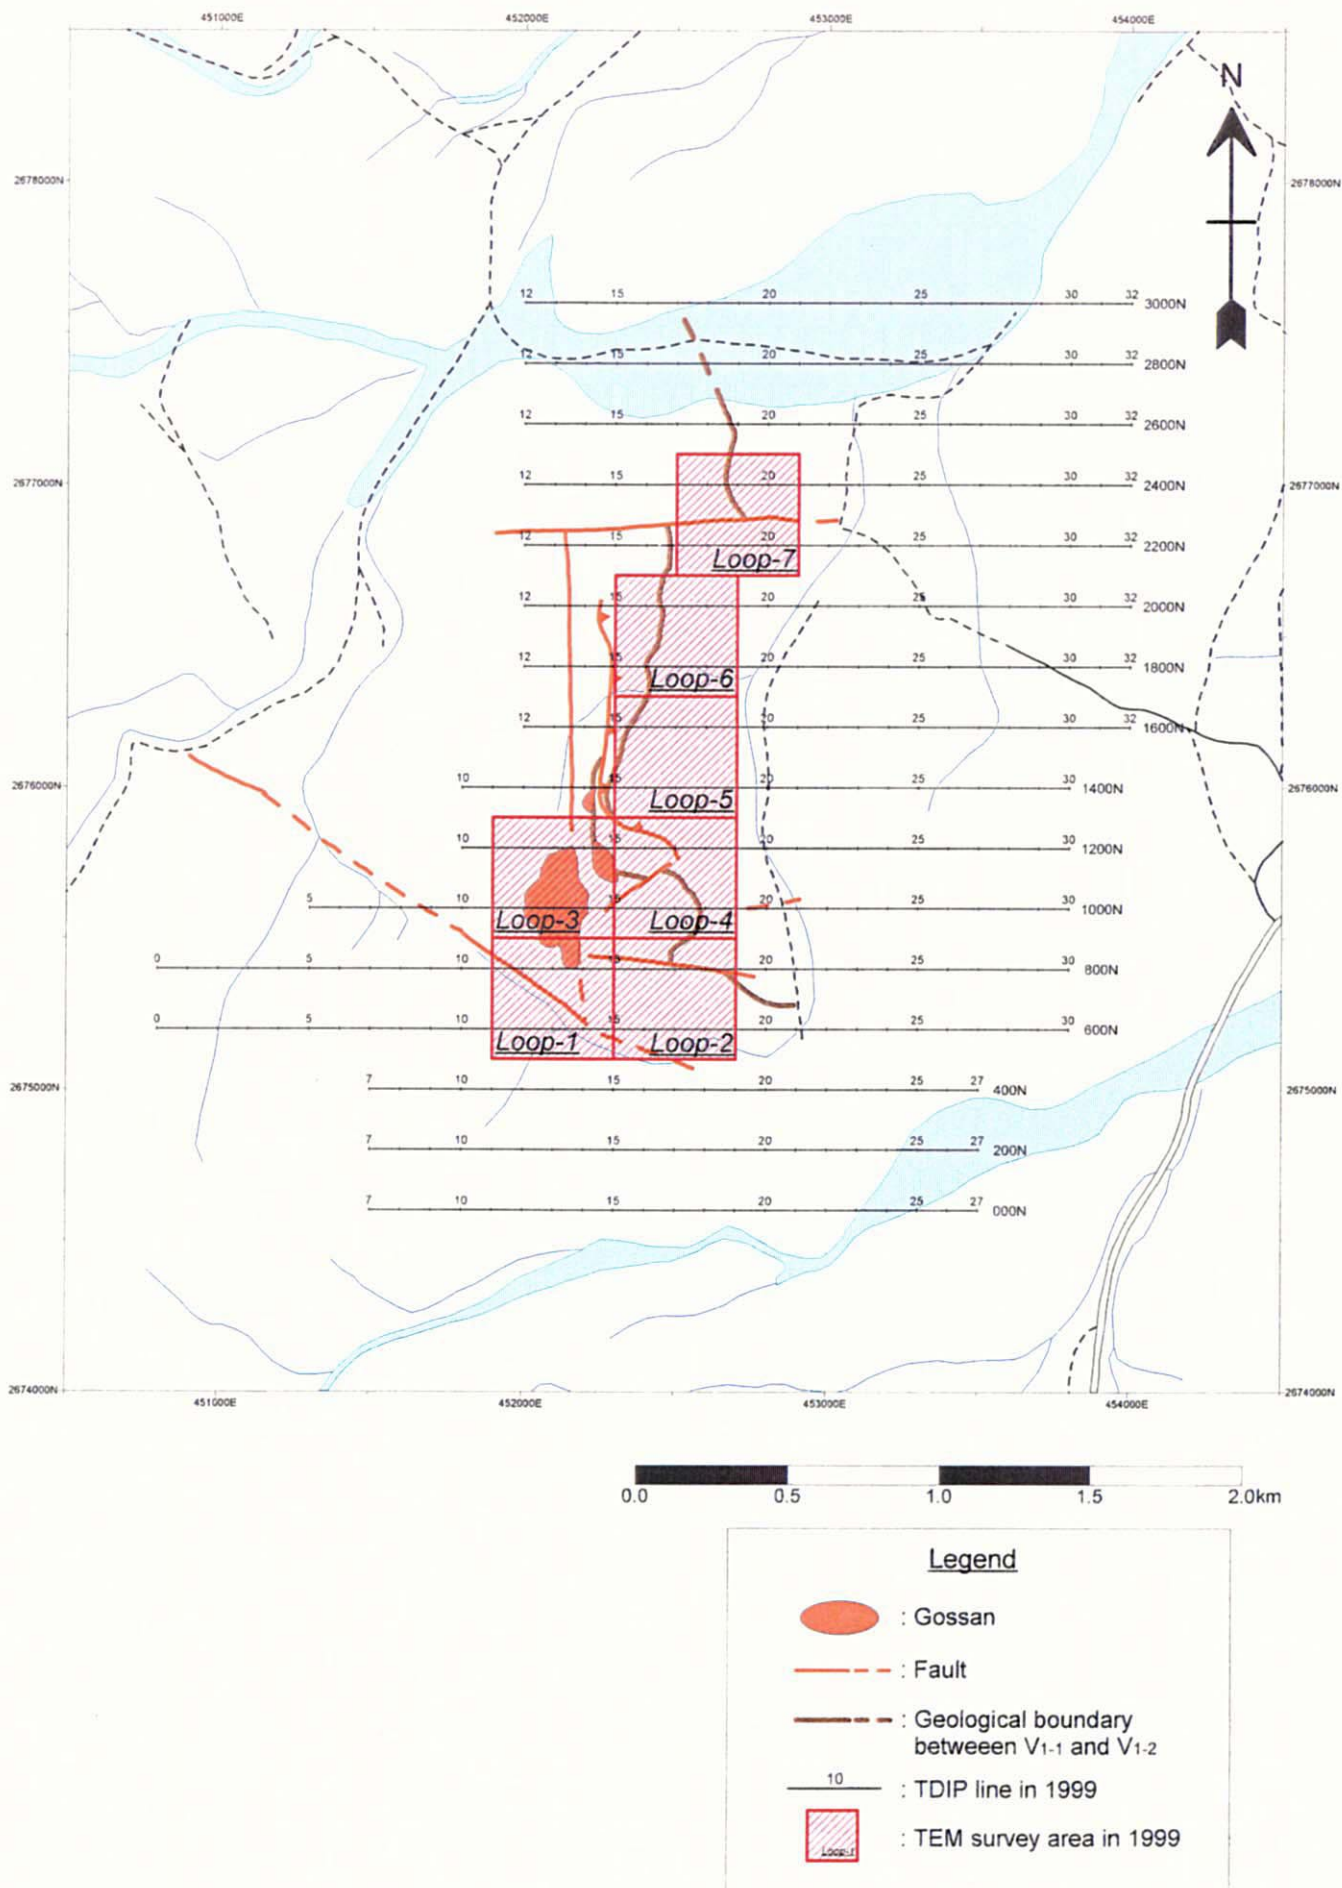 451000E 452000E 453000E 454000E
N
2678000N 2678000N
12 15 20 25 30 32 3000N
12 15 20 25 30 32 2800N
12 15 20 25 30 32 2600N
2677000N 12 15 20 25 30 32 2400N 2677000N
12 15 20 25 30 32 2200N
Loop-7
12 15 20 25 30 32 2000N
12 15 20 25 30 32 1800N
Loop-6
12 15 20 25 30 32 1600N
2676000N 10 15 20 25 30 1400N 2676000N
Loop-5
10 15 20 25 30 1200N
5 10 15 20 25 30 1000N
Loop-3 Loop-4
0 5 10 15 20 25 30 800N
0 5 10 15 20 25 30 600N
Loop-1 Loop-2
2675000N 7 10 15 20 25 27 400N 2675000N
7 10 15 20 25 27 200N
7 10 15 20 25 27 000N
2674000N 2674000N
451000E 452000E 453000E 454000E
0.0 0.5 1.0 1.5 2.0km
Legend
: Gossan
: Fault
: Geological boundary
betweeen V1-1 and V1-2
10 : TDIP line in 1999
: TEM survey area in 1999